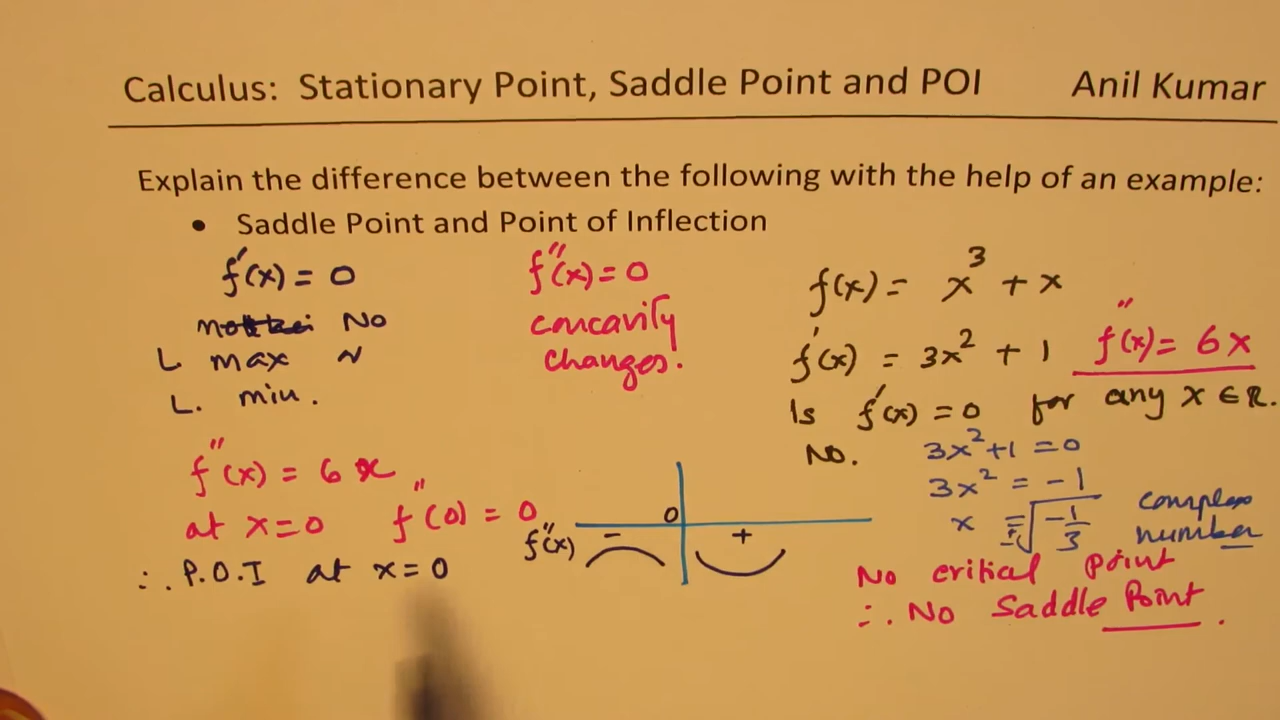 Calculus: Stationary Point, Saddle Point and POI Anil Kumar
Explain the difference between the following with the help of an example:
• Saddle Point and Point of Inflection
f'(x) = 0
No
L max ~
L. min.
f''(x) = 0
concavity
changes.
f(x) = x³ + x
f'(x) = 3x² + 1 f''(x) = 6x
Is f'(x) = 0 for any x ∈ R.
No. 3x² + 1 = 0
3x² = -1
x = ±√(-1/3) complex
number
No critical point
∴ No Saddle Point.
f''(x) = 6x
at x = 0 f''(0) = 0
∴ P.O.I at x = 0
0
f''(x) - +